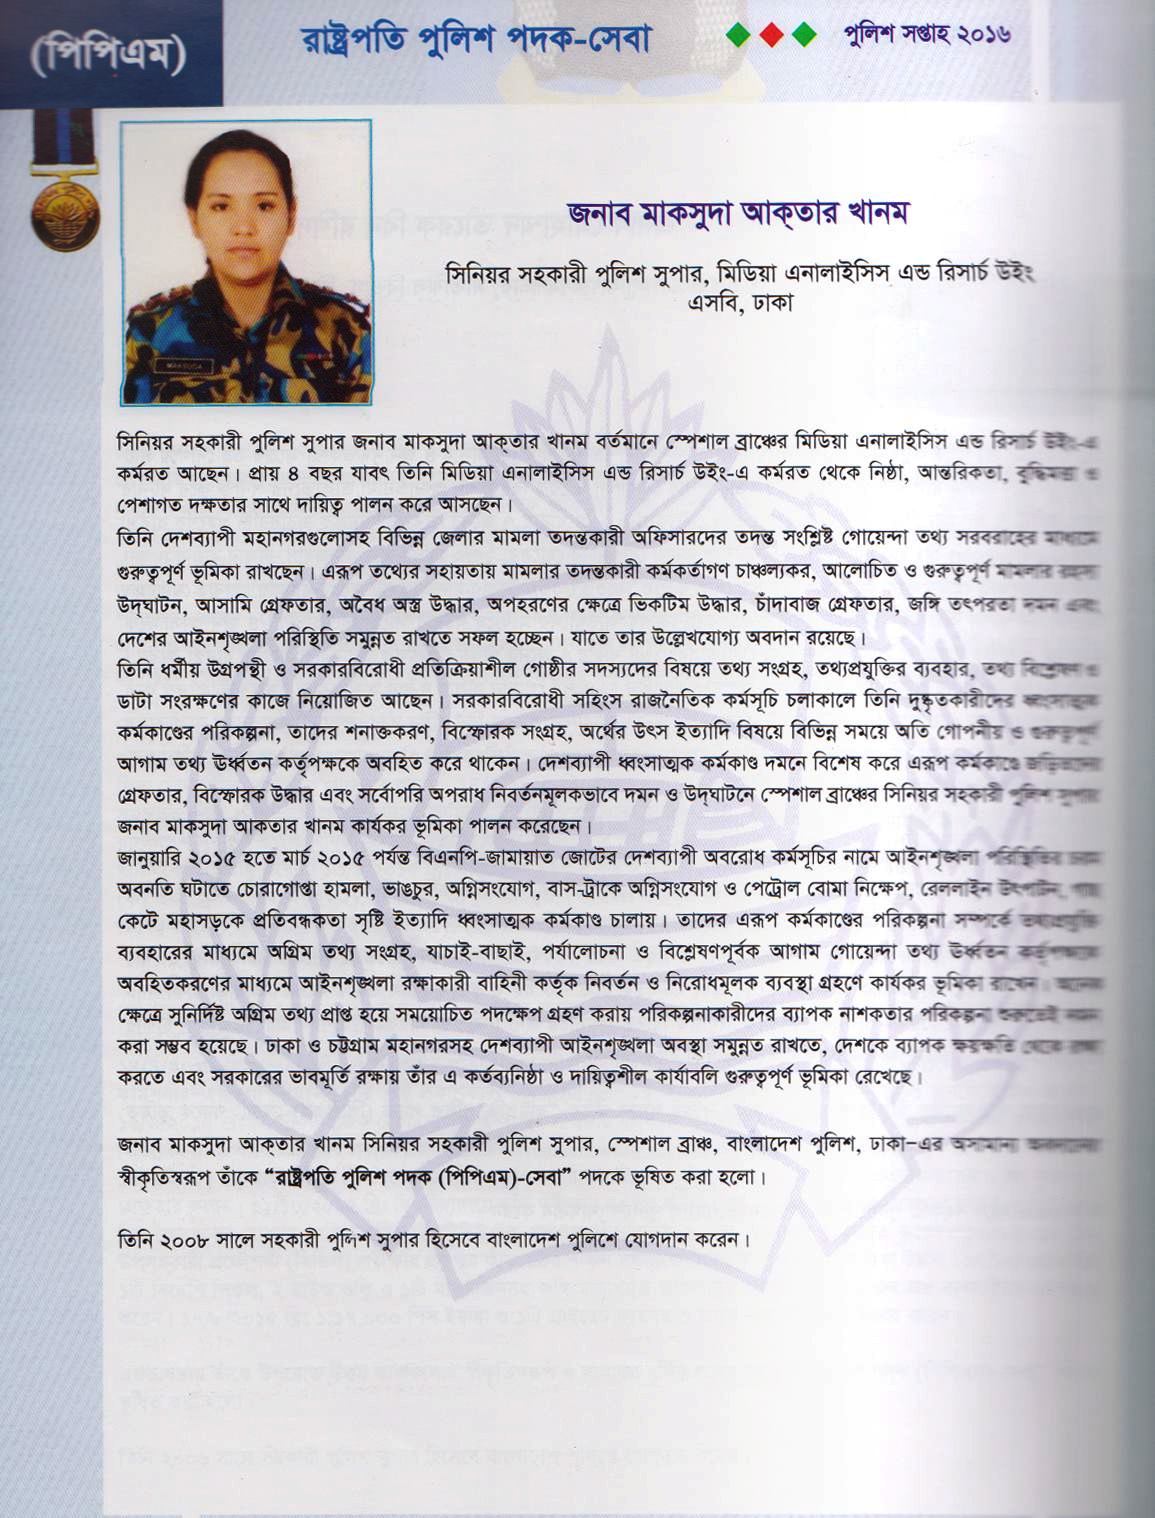 (পিপিএম)
রাষ্ট্রপতি পুলিশ পদক-সেবা
পুলিশ সপ্তাহ ২০১৬
MAKSUDA
জনাব মাকসুদা আক্‌তার খানম
সিনিয়র সহকারী পুলিশ সুপার, মিডিয়া এনালাইসিস এন্ড রিসার্চ উইং
এসবি, ঢাকা
সিনিয়র সহকারী পুলিশ সুপার জনাব মাকসুদা আক্‌তার খানম বর্তমানে স্পেশাল ব্রাঞ্চের মিডিয়া এনালাইসিস এন্ড রিসার্চ উইং-এ
কর্মরত আছেন। প্রায় ৪ বছর যাবৎ তিনি মিডিয়া এনালাইসিস এন্ড রিসার্চ উইং-এ কর্মরত থেকে নিষ্ঠা, আন্তরিকতা, বুদ্ধিমত্তা ও
পেশাগত দক্ষতার সাথে দায়িত্ব পালন করে আসছেন।
তিনি দেশব্যাপী মহানগরগুলোসহ বিভিন্ন জেলার মামলা তদন্তকারী অফিসারদের তদন্ত সংশ্লিষ্ট গোয়েন্দা তথ্য সরবরাহের মাধ্যমে
গুরুত্বপূর্ণ ভূমিকা রাখছেন। এরূপ তথ্যের সহায়তায় মামলার তদন্তকারী কর্মকর্তাগণ চাঞ্চল্যকর, আলোচিত ও গুরুত্বপূর্ণ মামলার রহস্য
উদ্‌ঘাটন, আসামি গ্রেফতার, অবৈধ অস্ত্র উদ্ধার, অপহরণের ক্ষেত্রে ভিকটিম উদ্ধার, চাঁদাবাজ গ্রেফতার, জঙ্গি তৎপরতা দমন এবং
দেশের আইনশৃঙ্খলা পরিস্থিতি সমুন্নত রাখতে সফল হচ্ছেন। যাতে তার উল্লেখযোগ্য অবদান রয়েছে।
তিনি ধর্মীয় উগ্রপন্থী ও সরকারবিরোধী প্রতিক্রিয়াশীল গোষ্ঠীর সদস্যদের বিষয়ে তথ্য সংগ্রহ, তথ্যপ্রযুক্তির ব্যবহার, তথ্য বিশ্লেষণ ও
ডাটা সংরক্ষণের কাজে নিয়োজিত আছেন। সরকারবিরোধী সহিংস রাজনৈতিক কর্মসূচি চলাকালে তিনি দুষ্কৃতকারীদের ধ্বংসাত্মক
কর্মকাণ্ডের পরিকল্পনা, তাদের শনাক্তকরণ, বিস্ফোরক সংগ্রহ, অর্থের উৎস ইত্যাদি বিষয়ে বিভিন্ন সময়ে অতি গোপনীয় ও গুরুত্বপূর্ণ
আগাম তথ্য ঊর্ধ্বতন কর্তৃপক্ষকে অবহিত করে থাকেন। দেশব্যাপী ধ্বংসাত্মক কর্মকাণ্ড দমনে বিশেষ করে এরূপ কর্মকাণ্ডে
গ্রেফতার, বিস্ফোরক উদ্ধার এবং সর্বোপরি অপরাধ নিবর্তনমূলকভাবে দমন ও উদ্‌ঘাটনে স্পেশাল ব্রাঞ্চের সিনিয়র সহকারী পুলিশ সুপার
জনাব মাকসুদা আকতার খানম কার্যকর ভূমিকা পালন করেছেন।
জানুয়ারি ২০১৫ হতে মার্চ ২০১৫ পর্যন্ত বিএনপি-জামায়াত জোটের দেশব্যাপী অবরোধ কর্মসূচির নামে আইনশৃঙ্খলা পরিস্থিতির চরম
অবনতি ঘটাতে চোরাগোপ্তা হামলা, ভাঙচুর, অগ্নিসংযোগ, বাস-ট্রাকে অগ্নিসংযোগ ও পেট্রোল বোমা নিক্ষেপ, রেললাইন উৎপাটন, গাছ
কেটে মহাসড়কে প্রতিবন্ধকতা সৃষ্টি ইত্যাদি ধ্বংসাত্মক কর্মকাণ্ড চালায়। তাদের এরূপ কর্মকাণ্ডের পরিকল্পনা সম্পর্কে তথ্যপ্রযুক্তি
ব্যবহারের মাধ্যমে অগ্রিম তথ্য সংগ্রহ, যাচাই-বাছাই, পর্যালোচনা ও বিশ্লেষণপূর্বক আগাম গোয়েন্দা তথ্য ঊর্ধ্বতন কর্তৃপক্ষকে
অবহিতকরণের মাধ্যমে আইনশৃঙ্খলা রক্ষাকারী বাহিনী কর্তৃক নিবর্তন ও নিরোধমূলক ব্যবস্থা গ্রহণে কার্যকর ভূমিকা রাখেন। অনেক
ক্ষেত্রে সুনির্দিষ্ট অগ্রিম তথ্য প্রাপ্ত হয়ে সময়োচিত পদক্ষেপ গ্রহণ করায় পরিকল্পনাকারীদের ব্যাপক নাশকতার পরিকল্পনা শুরুতেই
করা সম্ভব হয়েছে। ঢাকা ও চট্টগ্রাম মহানগরসহ দেশব্যাপী আইনশৃঙ্খলা অবস্থা সমুন্নত রাখতে, দেশকে ব্যাপক ক্ষয়ক্ষতি থেকে রক্ষা
করতে এবং সরকারের ভাবমূর্তি রক্ষায় তাঁর এ কর্তব্যনিষ্ঠা ও দায়িত্বশীল কার্যাবলি গুরুত্বপূর্ণ ভূমিকা রেখেছে।
জনাব মাকসুদা আক্‌তার খানম সিনিয়র সহকারী পুলিশ সুপার, স্পেশাল ব্রাঞ্চ, বাংলাদেশ পুলিশ, ঢাকা–এর অসামান্য অবদানের
স্বীকৃতিস্বরূপ তাঁকে “রাষ্ট্রপতি পুলিশ পদক (পিপিএম)-সেবা” পদকে ভূষিত করা হলো।
তিনি ২০০৮ সালে সহকারী পুলিশ সুপার হিসেবে বাংলাদেশ পুলিশে যোগদান করেন।